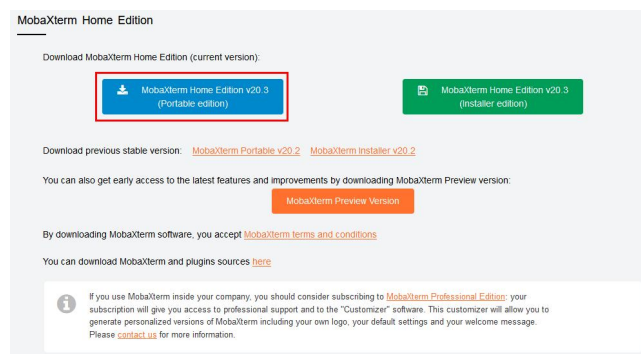 MobaXterm Home Edition
Download MobaXterm Home Edition (current version):
MobaXterm Home Edition v20.3
(Portable edition)
MobaXterm Home Edition v20.3
(Installer edition)
Download previous stable version: MobaXterm Portable v20.2 MobaXterm Installer v20.2
You can also get early access to the latest features and improvements by downloading MobaXterm Preview version:
MobaXterm Preview Version
By downloading MobaXterm software, you accept MobaXterm terms and conditions
You can download MobaXterm and plugins sources here
If you use MobaXterm inside your company, you should consider subscribing to MobaXterm Professional Edition: your
subscription will give you access to professional support and to the "Customizer" software. This customizer will allow you to
generate personalized versions of MobaXterm including your own logo, your default settings and your welcome message.
Please contact us for more information.